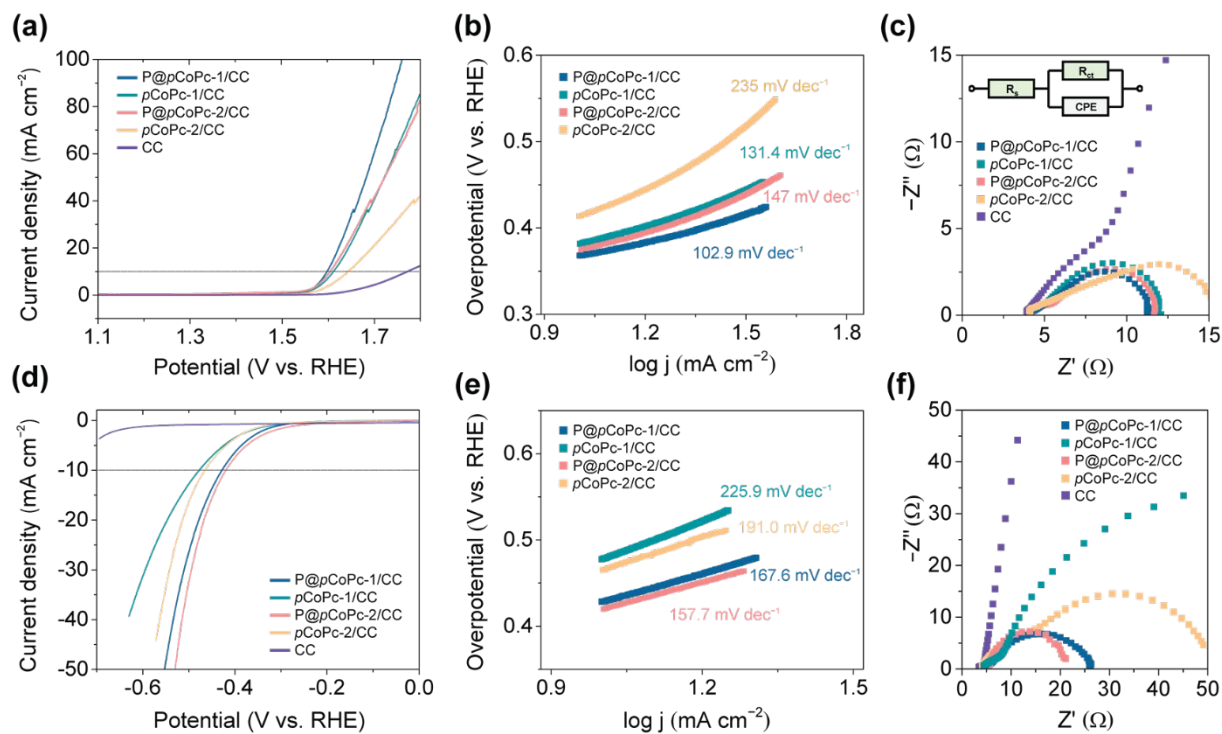 (a)
100
80
60
40
20
0
Current density (mA cm⁻²)
P@pCoPc-1/CC
pCoPc-1/CC
P@pCoPc-2/CC
pCoPc-2/CC
CC
1.1 1.3 1.5 1.7
Potential (V vs. RHE)
(b)
0.6
0.5
0.4
0.3
Overpotential (V vs. RHE)
P@pCoPc-1/CC
pCoPc-1/CC
P@pCoPc-2/CC
pCoPc-2/CC
235 mV dec⁻¹
131.4 mV dec⁻¹
147 mV dec⁻¹
102.9 mV dec⁻¹
0.9 1.2 1.5 1.8
log j (mA cm⁻²)
(c)
15
10
5
0
−Z'' (Ω)
Rs
Rct
CPE
P@pCoPc-1/CC
pCoPc-1/CC
P@pCoPc-2/CC
pCoPc-2/CC
CC
0 5 10 15
Z' (Ω)
(d)
0
-10
-20
-30
-40
-50
Current density (mA cm⁻²)
P@pCoPc-1/CC
pCoPc-1/CC
P@pCoPc-2/CC
pCoPc-2/CC
CC
-0.6 -0.4 -0.2 0.0
Potential (V vs. RHE)
(e)
0.6
0.5
0.4
Overpotential (V vs. RHE)
P@pCoPc-1/CC
pCoPc-1/CC
P@pCoPc-2/CC
pCoPc-2/CC
225.9 mV dec⁻¹
191.0 mV dec⁻¹
167.6 mV dec⁻¹
157.7 mV dec⁻¹
0.9 1.2 1.5
log j (mA cm⁻²)
(f)
50
40
30
20
10
0
−Z'' (Ω)
P@pCoPc-1/CC
pCoPc-1/CC
P@pCoPc-2/CC
pCoPc-2/CC
CC
0 10 20 30 40 50
Z' (Ω)